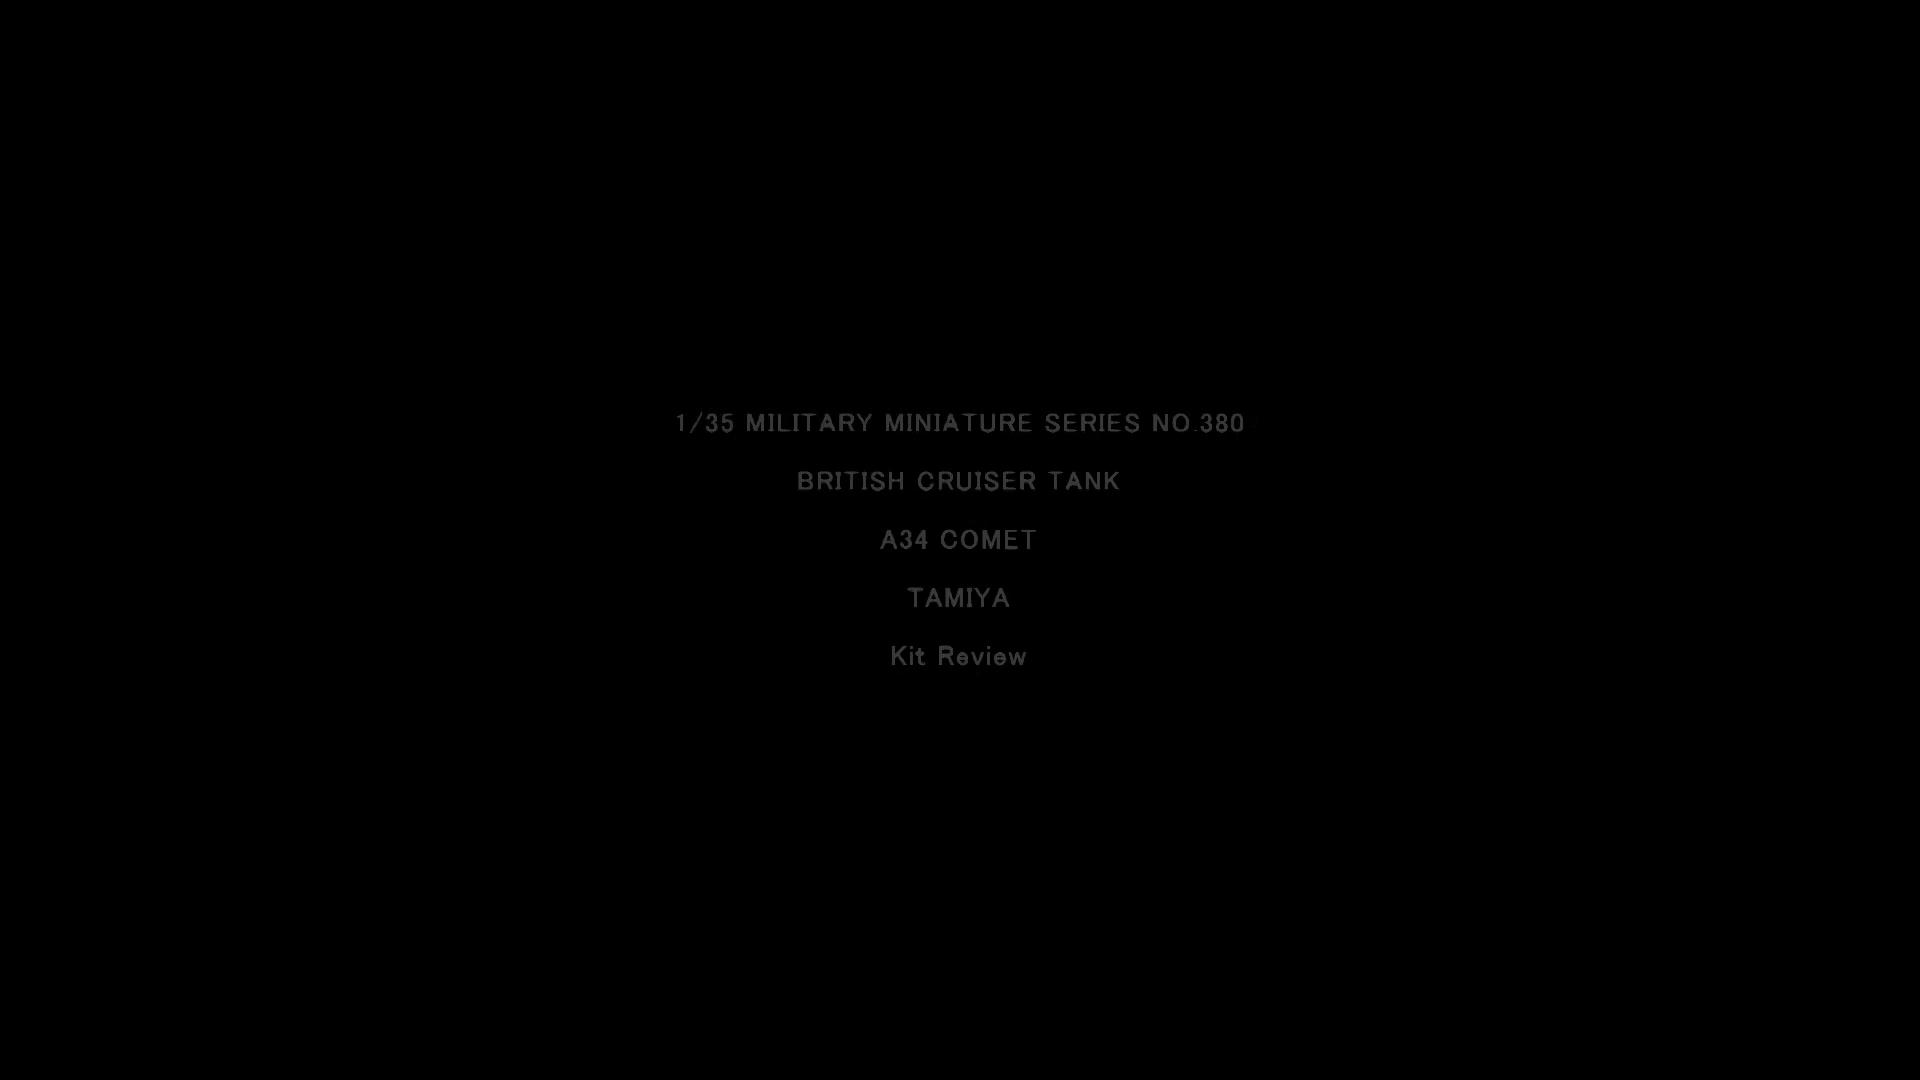 1/35 MILITARY MINIATURE SERIES NO.380
BRITISH CRUISER TANK
A34 COMET
TAMIYA
Kit Review